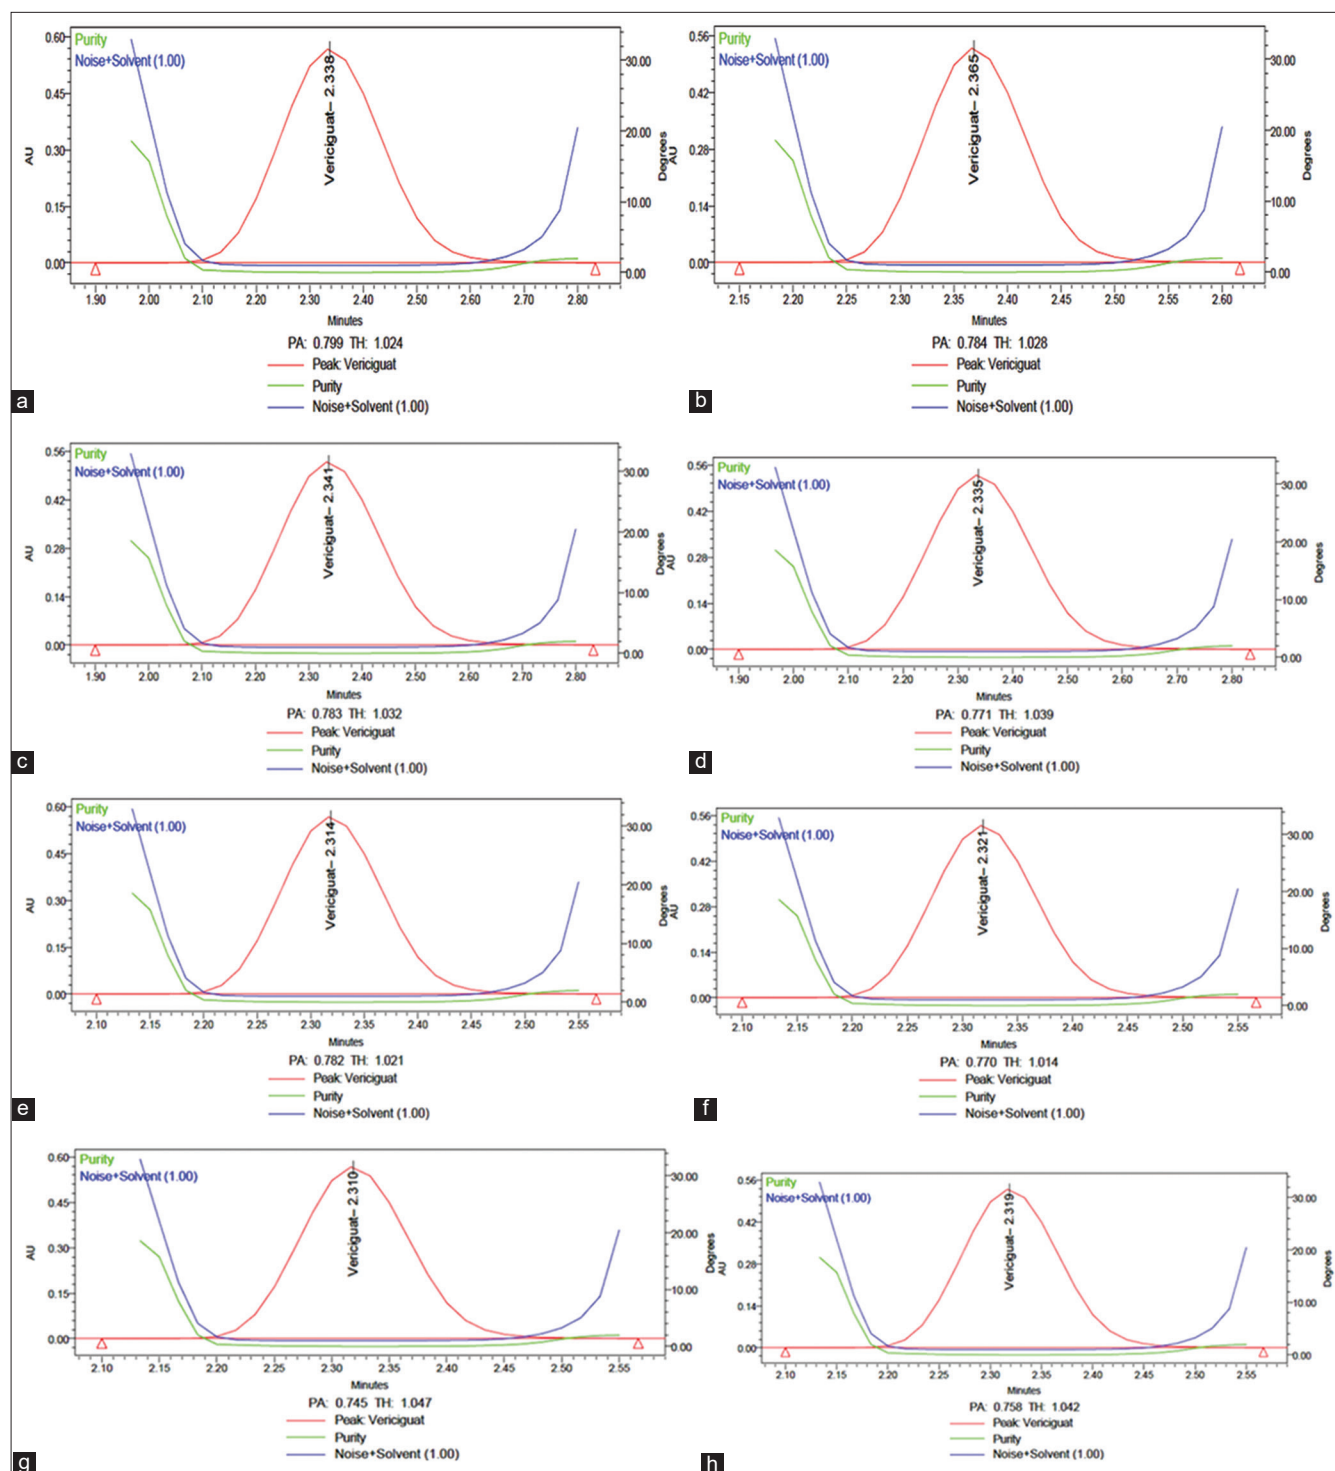 Purity
Noise+Solvent (1.00)
0.60
0.45
0.30
0.15
0.00
AU
30.00
20.00
10.00
0.00
Degrees
Vericiguat– 2.338
1.90 2.00 2.10 2.20 2.30 2.40 2.50 2.60 2.70 2.80
Minutes
PA: 0.799 TH: 1.024
Peak: Vericiguat
Purity
Noise+Solvent (1.00)
a
Purity
Noise+Solvent (1.00)
0.56
0.42
0.28
0.14
0.00
AU
30.00
20.00
10.00
0.00
Degrees
Vericiguat– 2.365
2.15 2.20 2.25 2.30 2.35 2.40 2.45 2.50 2.55 2.60
Minutes
PA: 0.784 TH: 1.028
Peak: Vericiguat
Purity
Noise+Solvent (1.00)
b
Purity
Noise+Solvent (1.00)
0.56
0.42
0.28
0.14
0.00
AU
30.00
20.00
10.00
0.00
Degrees
Vericiguat– 2.341
1.90 2.00 2.10 2.20 2.30 2.40 2.50 2.60 2.70 2.80
Minutes
PA: 0.783 TH: 1.032
Peak: Vericiguat
Purity
Noise+Solvent (1.00)
c
Purity
Noise+Solvent (1.00)
0.56
0.42
0.28
0.14
0.00
AU
30.00
20.00
10.00
0.00
Degrees
Vericiguat– 2.335
1.90 2.00 2.10 2.20 2.30 2.40 2.50 2.60 2.70 2.80
Minutes
PA: 0.771 TH: 1.039
Peak: Vericiguat
Purity
Noise+Solvent (1.00)
d
Purity
Noise+Solvent (1.00)
0.60
0.45
0.30
0.15
0.00
AU
30.00
20.00
10.00
0.00
Degrees
Vericiguat– 2.314
2.10 2.15 2.20 2.25 2.30 2.35 2.40 2.45 2.50 2.55
Minutes
PA: 0.782 TH: 1.021
Peak: Vericiguat
Purity
Noise+Solvent (1.00)
e
Purity
Noise+Solvent (1.00)
0.56
0.42
0.28
0.14
0.00
AU
30.00
20.00
10.00
0.00
Degrees
Vericiguat– 2.321
2.10 2.15 2.20 2.25 2.30 2.35 2.40 2.45 2.50 2.55
Minutes
PA: 0.770 TH: 1.014
Peak: Vericiguat
Purity
Noise+Solvent (1.00)
f
Purity
Noise+Solvent (1.00)
0.60
0.45
0.30
0.15
0.00
AU
30.00
20.00
10.00
0.00
Degrees
Vericiguat– 2.310
2.10 2.15 2.20 2.25 2.30 2.35 2.40 2.45 2.50 2.55
Minutes
PA: 0.745 TH: 1.047
Peak: Vericiguat
Purity
Noise+Solvent (1.00)
g
Purity
Noise+Solvent (1.00)
0.56
0.42
0.28
0.14
0.00
AU
30.00
20.00
10.00
0.00
Degrees
Vericiguat– 2.319
2.10 2.15 2.20 2.25 2.30 2.35 2.40 2.45 2.50 2.55
Minutes
PA: 0.758 TH: 1.042
Peak: Vericiguat
Purity
Noise+Solvent (1.00)
h